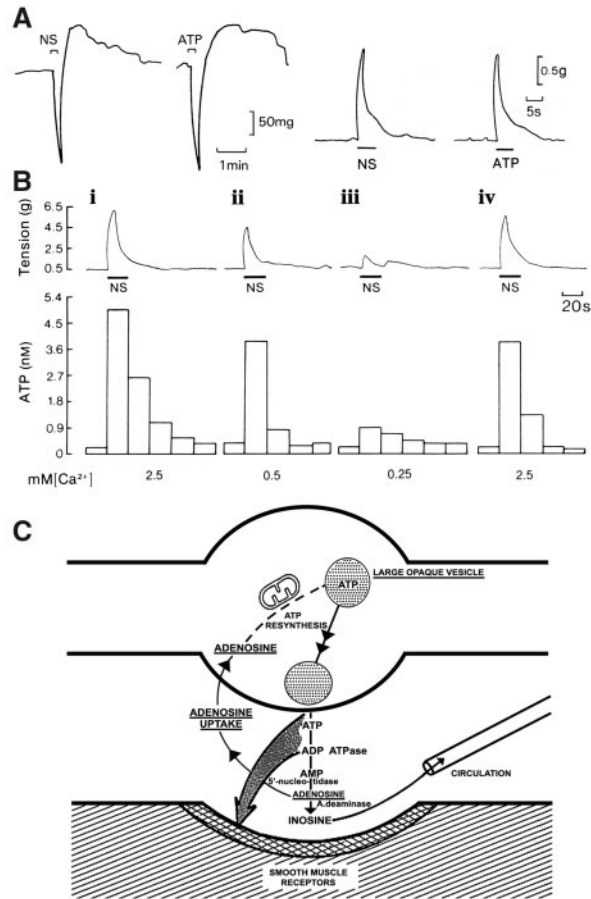 A
NS
ATP
50mg
1min
NS
ATP
0.5g
5s
B
i
ii
iii
iv
Tension (g)
6.5
4.5
2.5
0.5
NS
NS
NS
NS
20s
ATP (nM)
5.4
4.5
3.6
2.7
1.8
0.9
0
mM[Ca²⁺]
2.5
0.5
0.25
2.5
C
ATP
LARGE OPAQUE VESICLE
ATP
RESYNTHESIS
ADENOSINE
ADENOSINE
UPTAKE
ATP
ADP ATPase
AMP
5'-nucleotidase
ADENOSINE
A.deaminase
INOSINE
CIRCULATION
SMOOTH MUSCLE
RECEPTORS